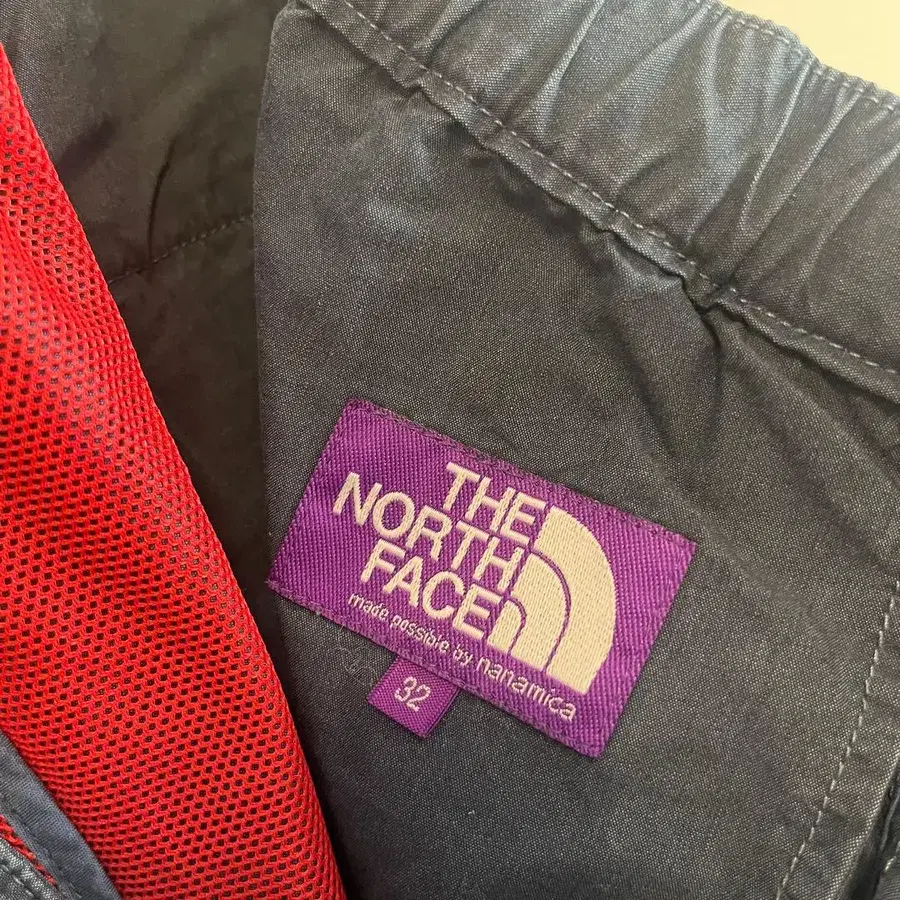 THE
NORTH
FACE
made possible by nanamica
32